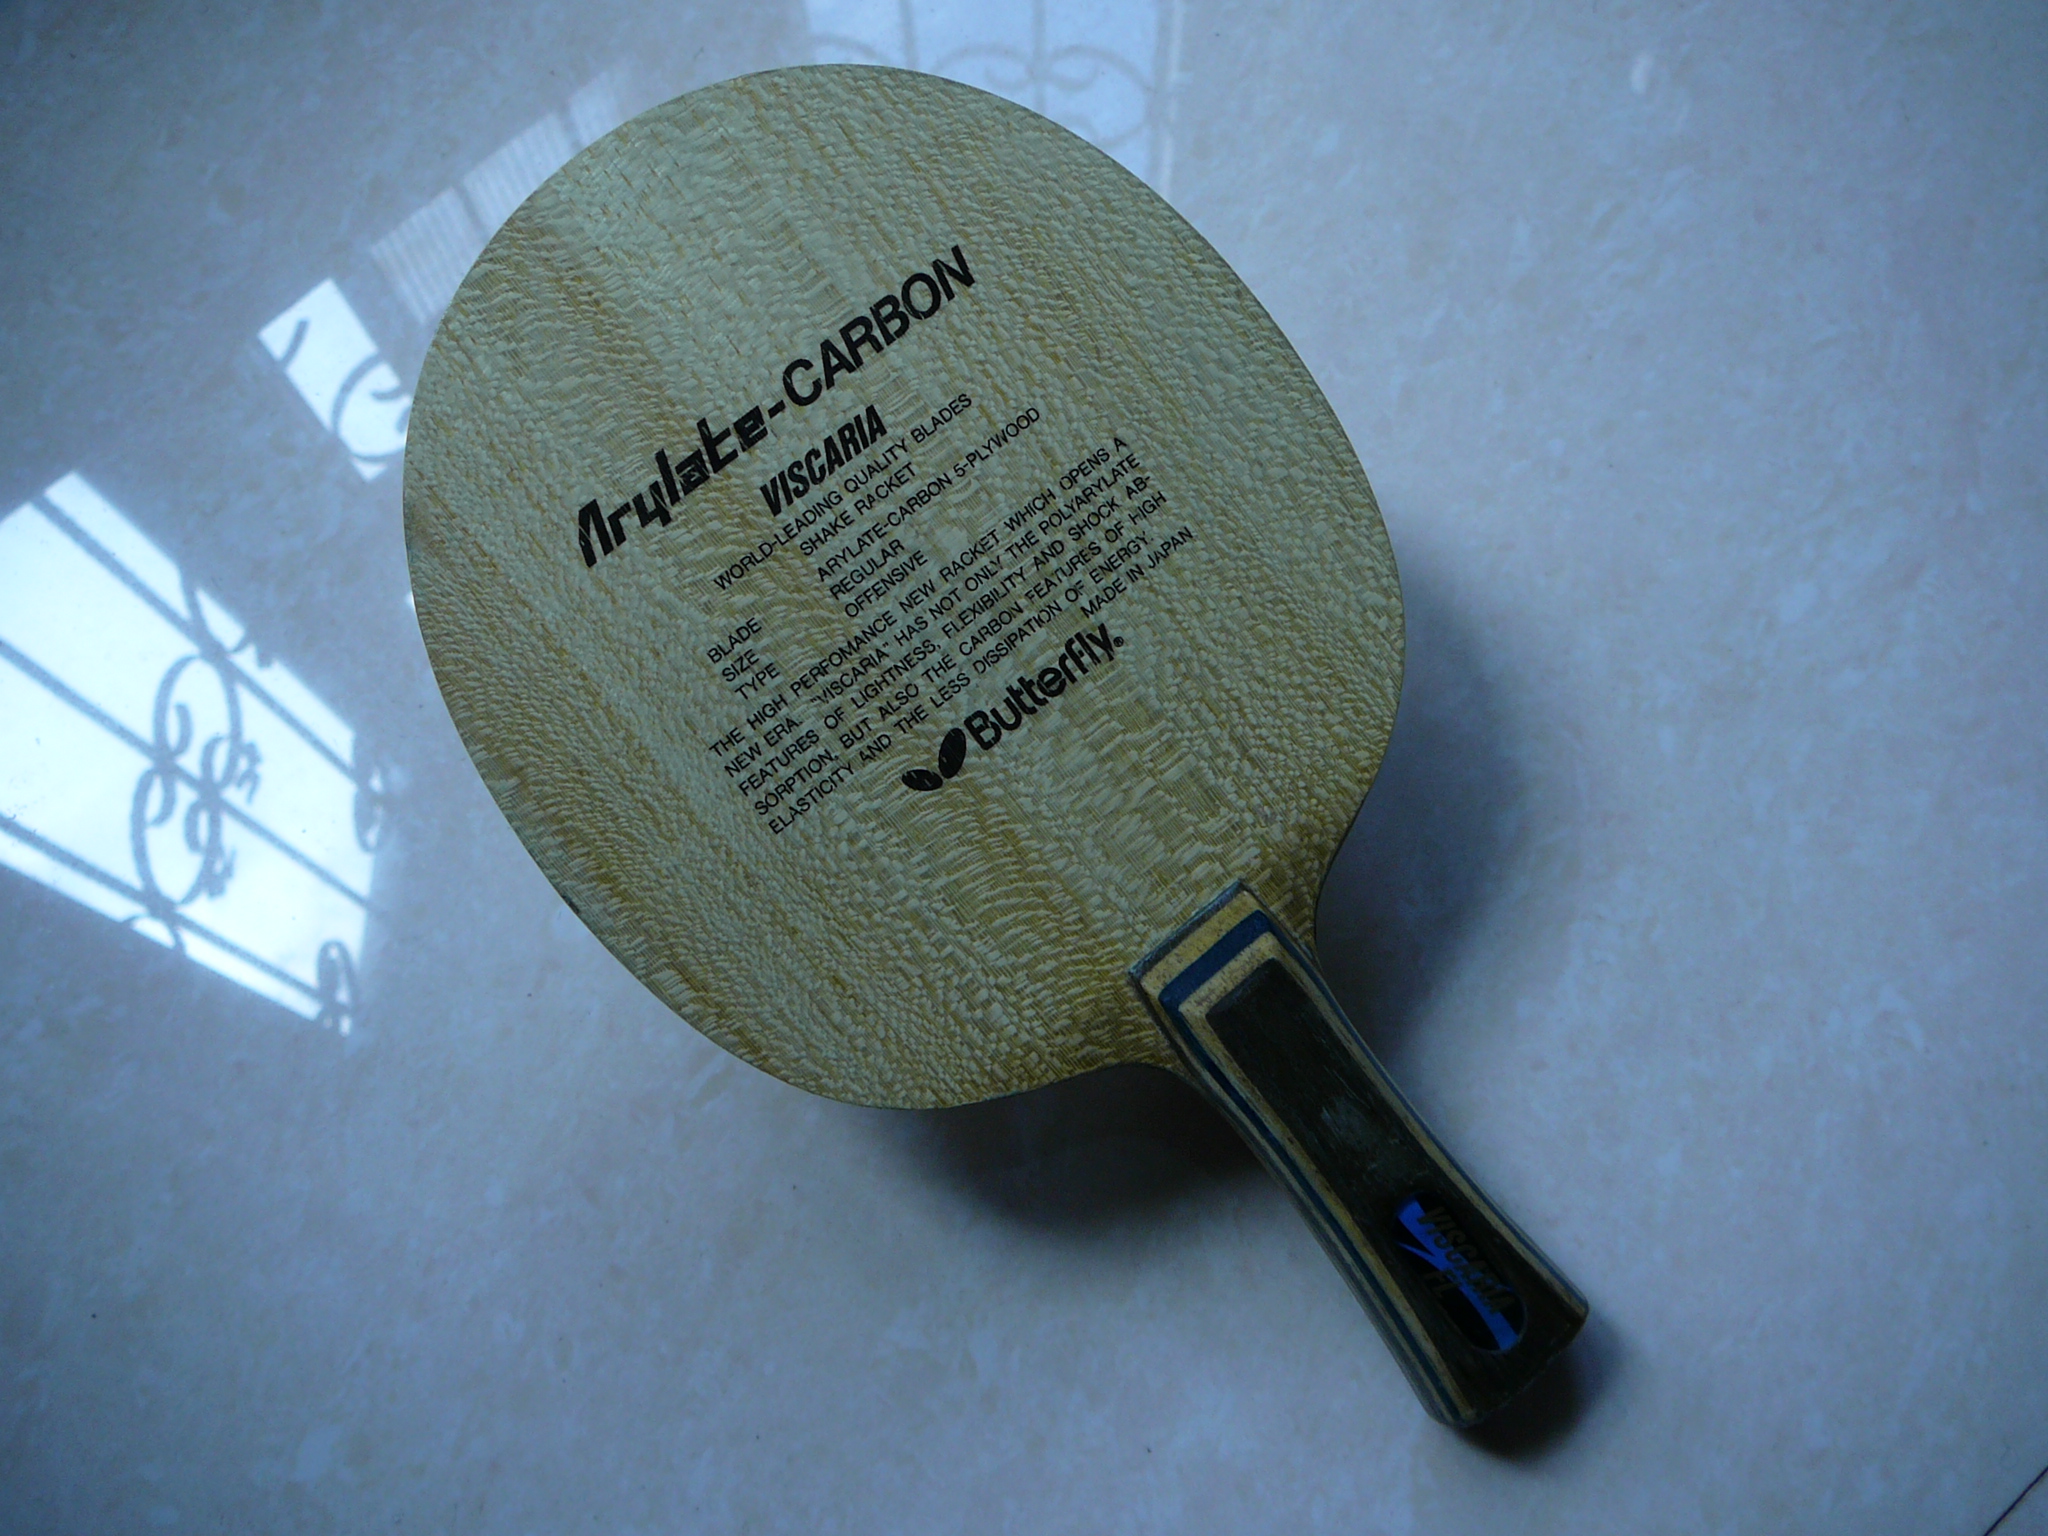 Arylate-CARBON
VISCARIA
WORLD-LEADING QUALITY BLADES
SHAKE RACKET
BLADE ARYLATE-CARBON 5-PLYWOOD
SIZE REGULAR
TYPE OFFENSIVE
THE HIGH PERFOMANCE NEW RACKET WHICH OPENS A
NEW ERA. "VISCARIA" HAS NOT ONLY THE POLYARYLATE
FEATURES OF LIGHTNESS, FLEXIBILITY AND SHOCK AB-
SORPTION, BUT ALSO THE CARBON FEATURES OF HIGH
ELASTICITY AND THE LESS DISSIPATION OF ENERGY.
MADE IN JAPAN
Butterfly®
VISCARIA
FL